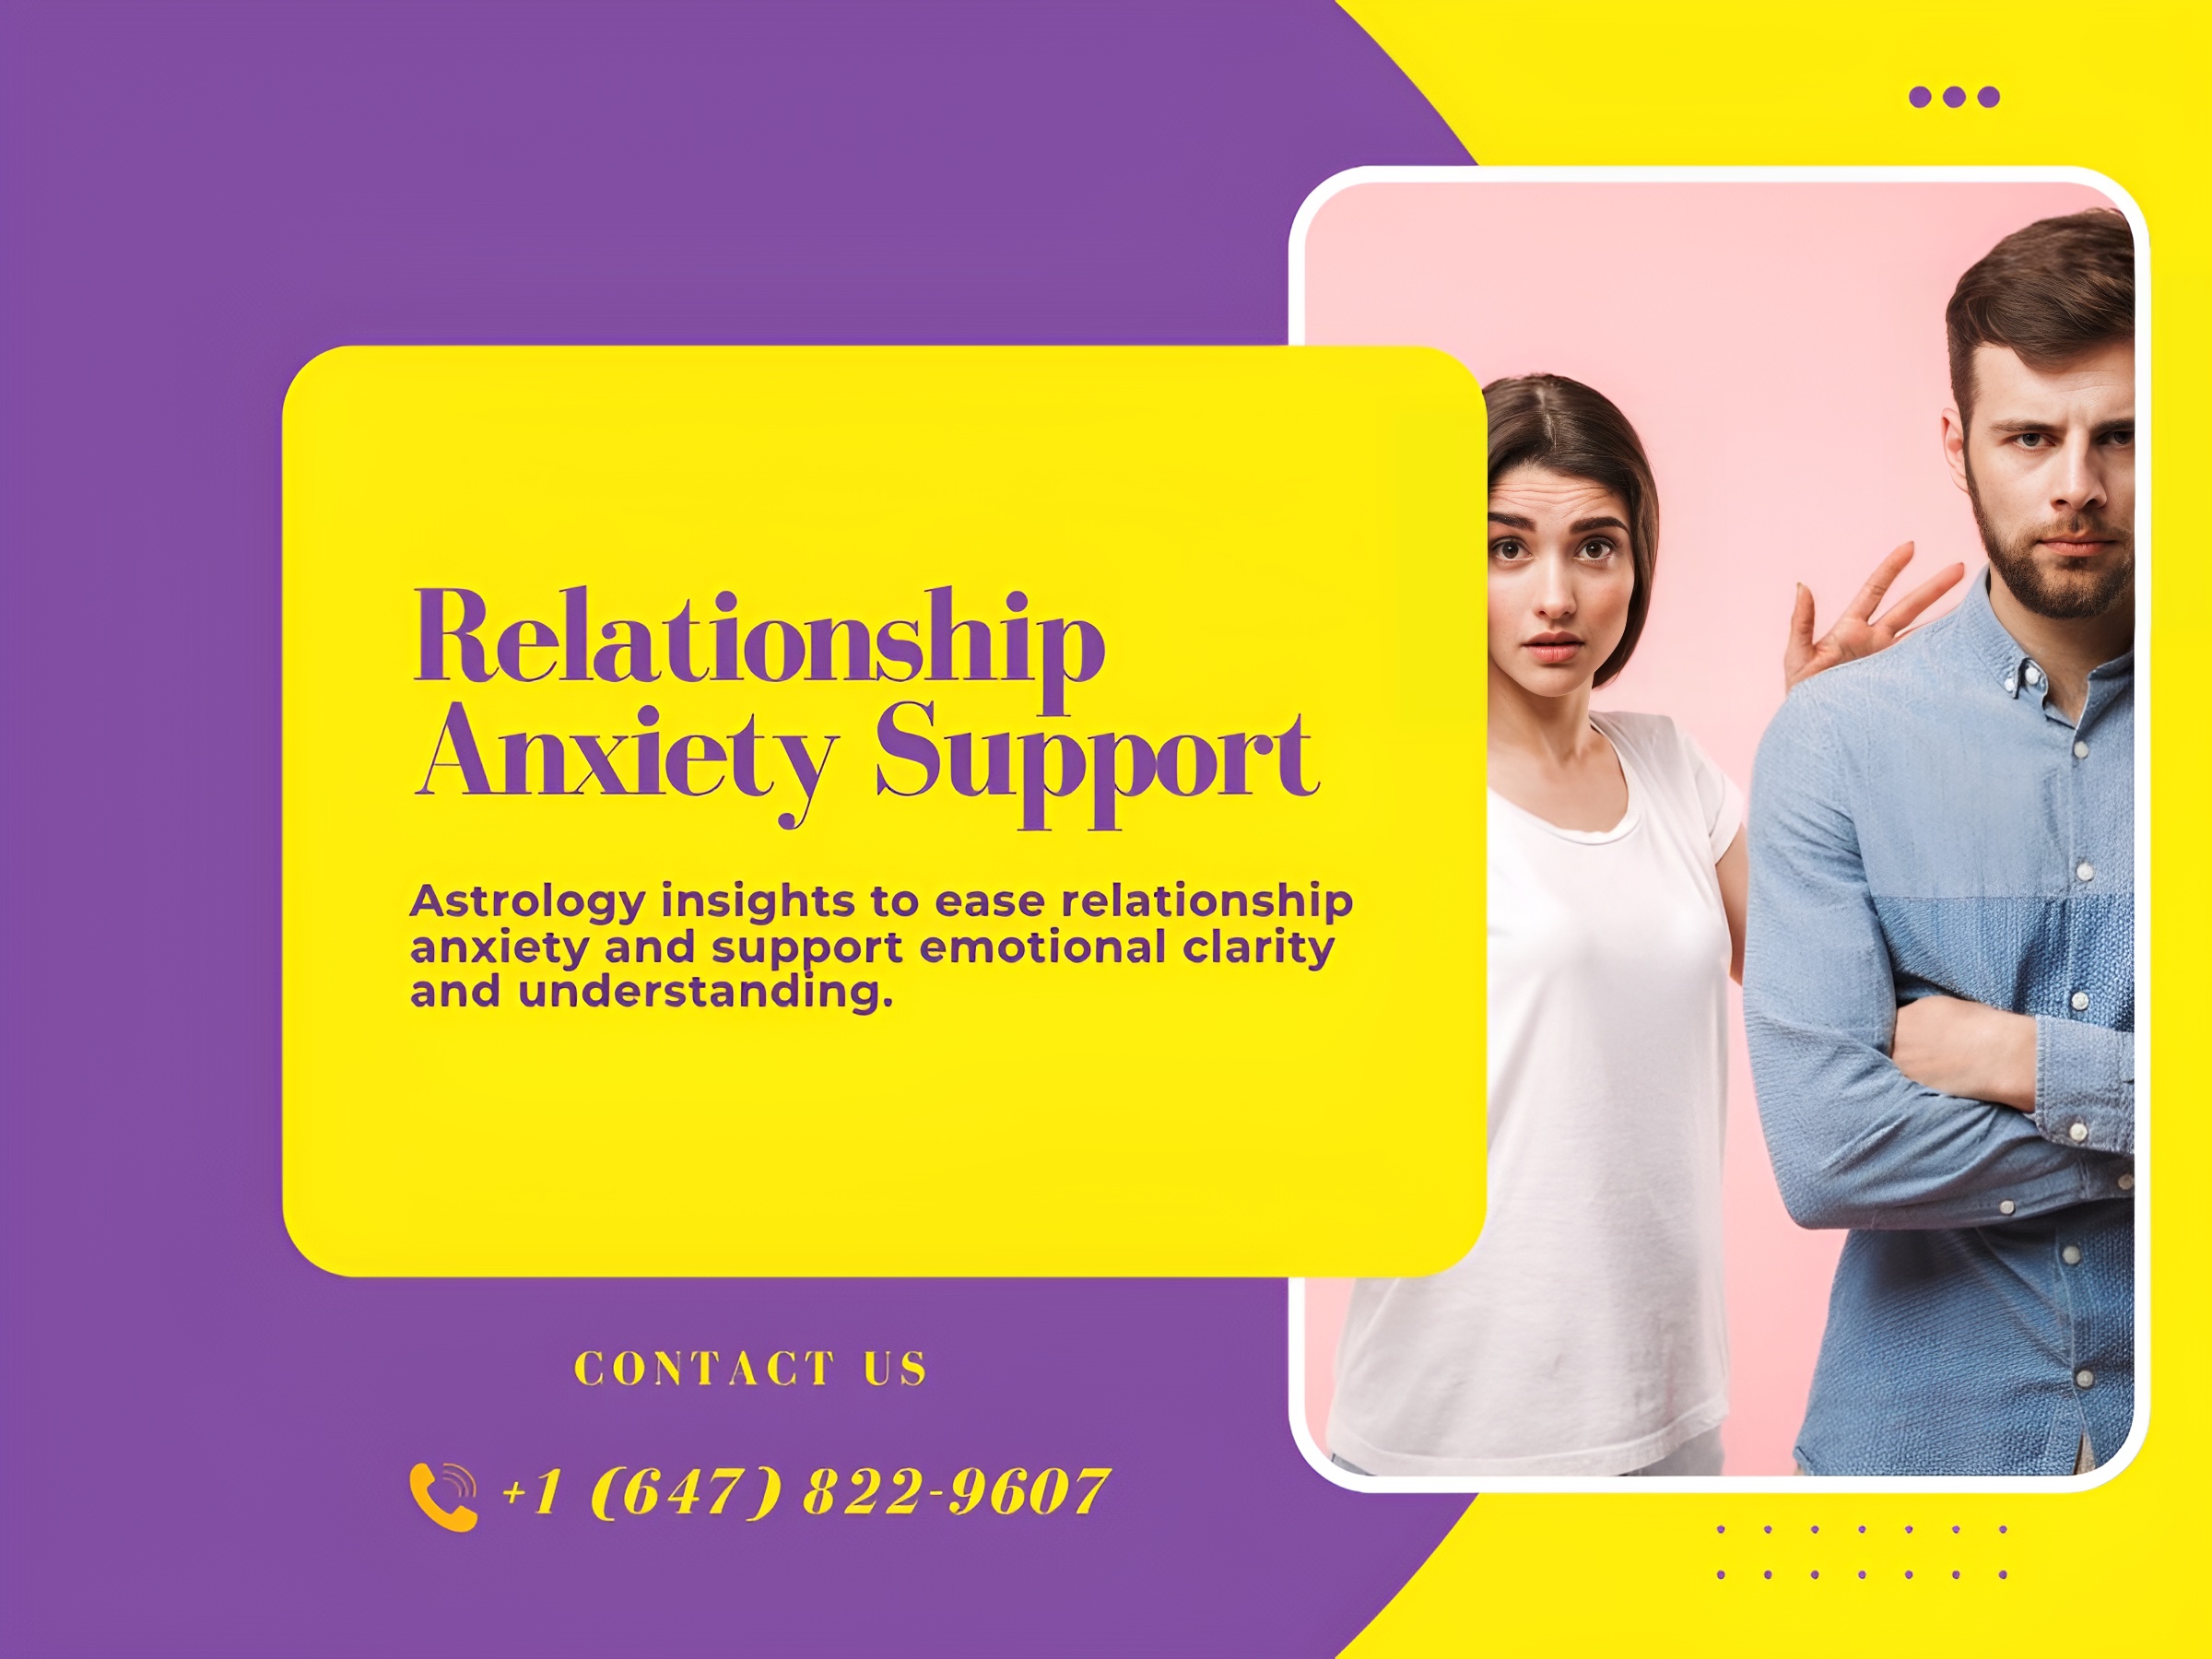 Relationship
Anxiety Support
Astrology insights to ease relationship
anxiety and support emotional clarity
and understanding.
CONTACT US
+1 (647) 822-9607